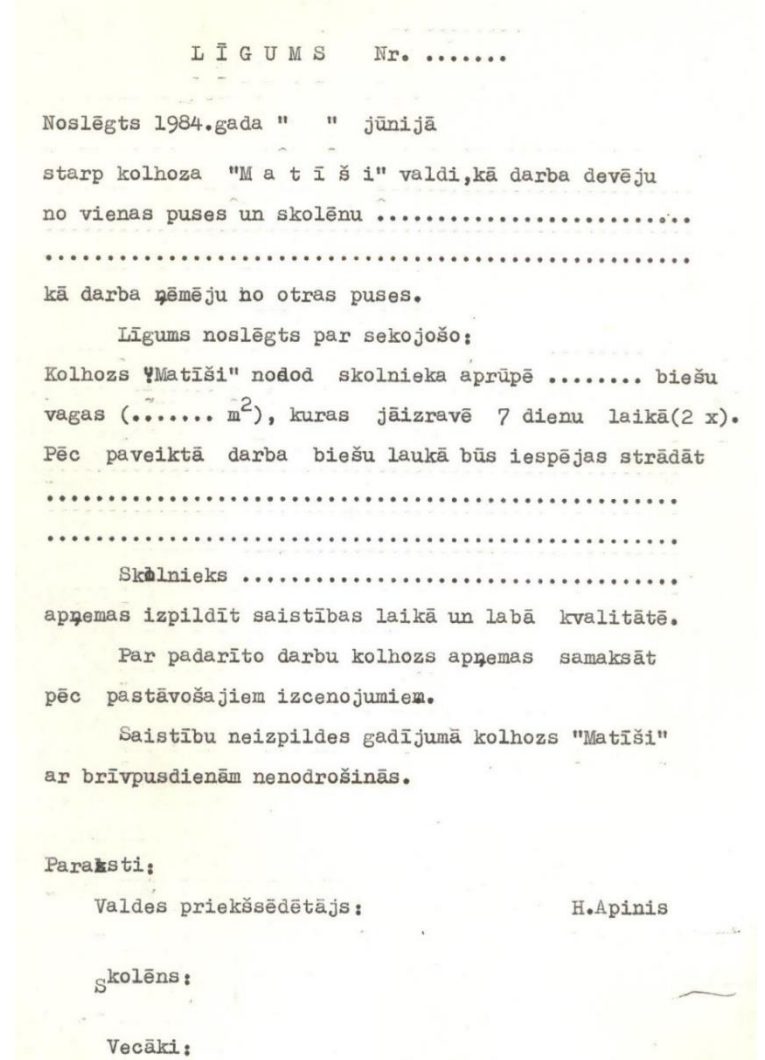 LĪGUMS Nr. .......
Noslēgts 1984.gada " " jūnijā
starp kolhoza "M a t ī š i" valdi,kā darba devēju
no vienas puses un skolēnu ..........................
....................................................
kā darba ņēmēju no otras puses.
Līgums noslēgts par sekojošo:
Kolhozs "Matīši" nodod skolnieka aprūpē ........ biešu
vagas (....... m²), kuras jāizravē 7 dienu laikā(2 x).
Pēc paveiktā darba biešu laukā būs iespējas strādāt
...................................................
...................................................
Skolnieks ...................................
apņemas izpildīt saistības laikā un labā kvalitātē.
Par padarīto darbu kolhozs apņemas samaksāt
pēc pastāvošajiem izcenojumiem.
Saistību neizpildes gadījumā kolhozs "Matīši"
ar brīvpusdienām nenodrošinās.
Paraksti:
Valdes priekšsēdētājs: H.Apinis
Skolēns:
Vecāki: